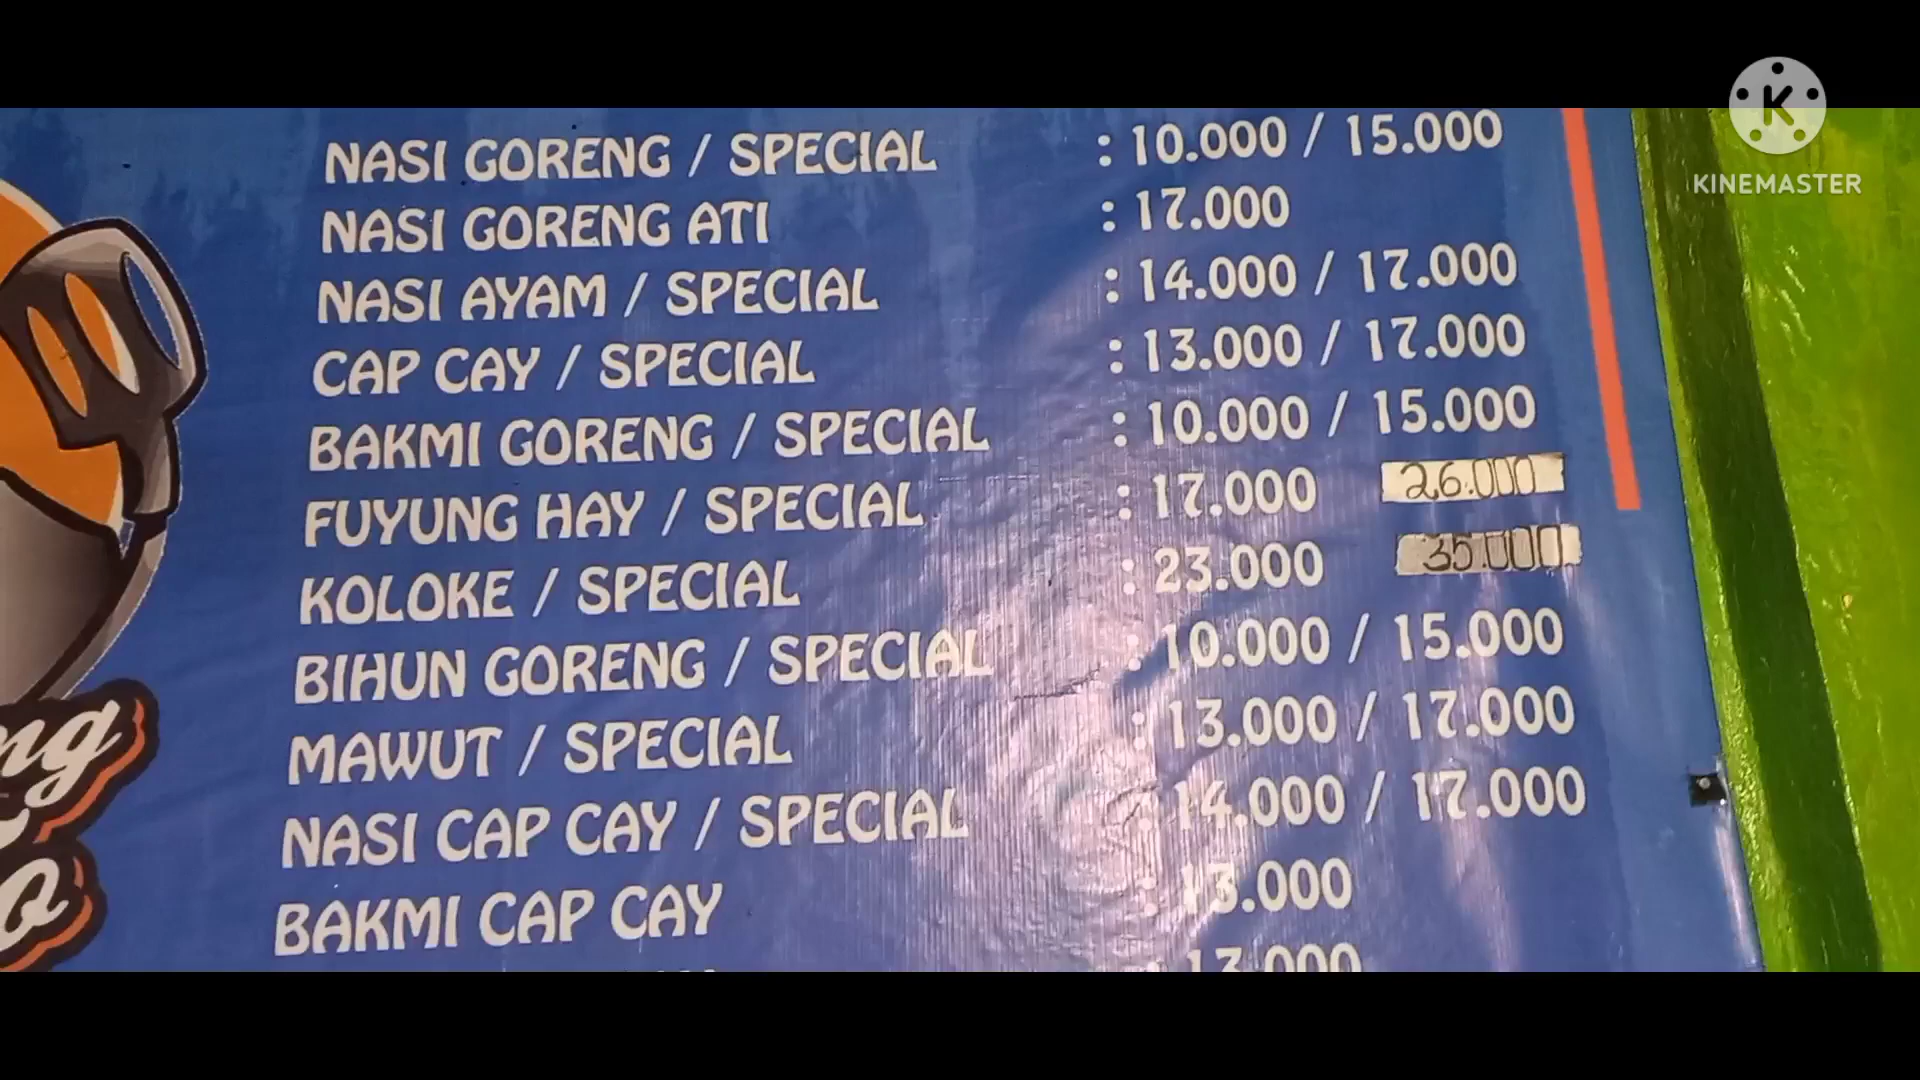 KINEMASTER
NASI GORENG / SPECIAL : 10.000 / 15.000
NASI GORENG ATI : 17.000
NASI AYAM / SPECIAL : 14.000 / 17.000
CAP CAY / SPECIAL : 13.000 / 17.000
BAKMI GORENG / SPECIAL : 10.000 / 15.000
FUYUNG HAY / SPECIAL : 17.000 26.000
KOLOKE / SPECIAL : 23.000 35.000
BIHUN GORENG / SPECIAL : 10.000 / 15.000
MAWUT / SPECIAL : 13.000 / 17.000
NASI CAP CAY / SPECIAL : 14.000 / 17.000
BAKMI CAP CAY : 13.000
: 13.000